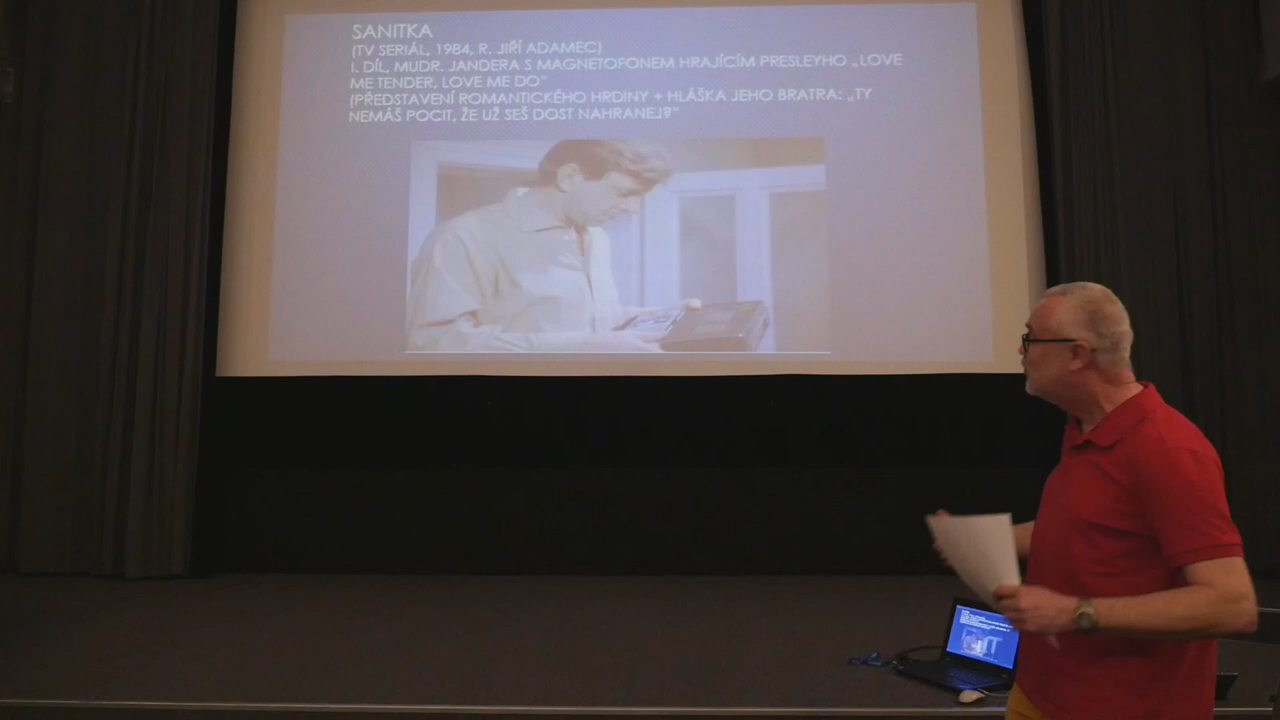 SANITKA
(TV SERIÁL, 1984, R. JIŘÍ ADAMEC)
I. DÍL, MUDR. JANDERA S MAGNETOFONEM HRAJÍCÍM PRESLEYHO „LOVE
ME TENDER, LOVE ME DO"
(PŘEDSTAVENÍ ROMANTICKÉHO HRDINY + HLÁŠKA JEHO BRATRA: „TY
NEMÁŠ POCIT, ŽE UŽ SEŠ DOST NAHRANEJ?"